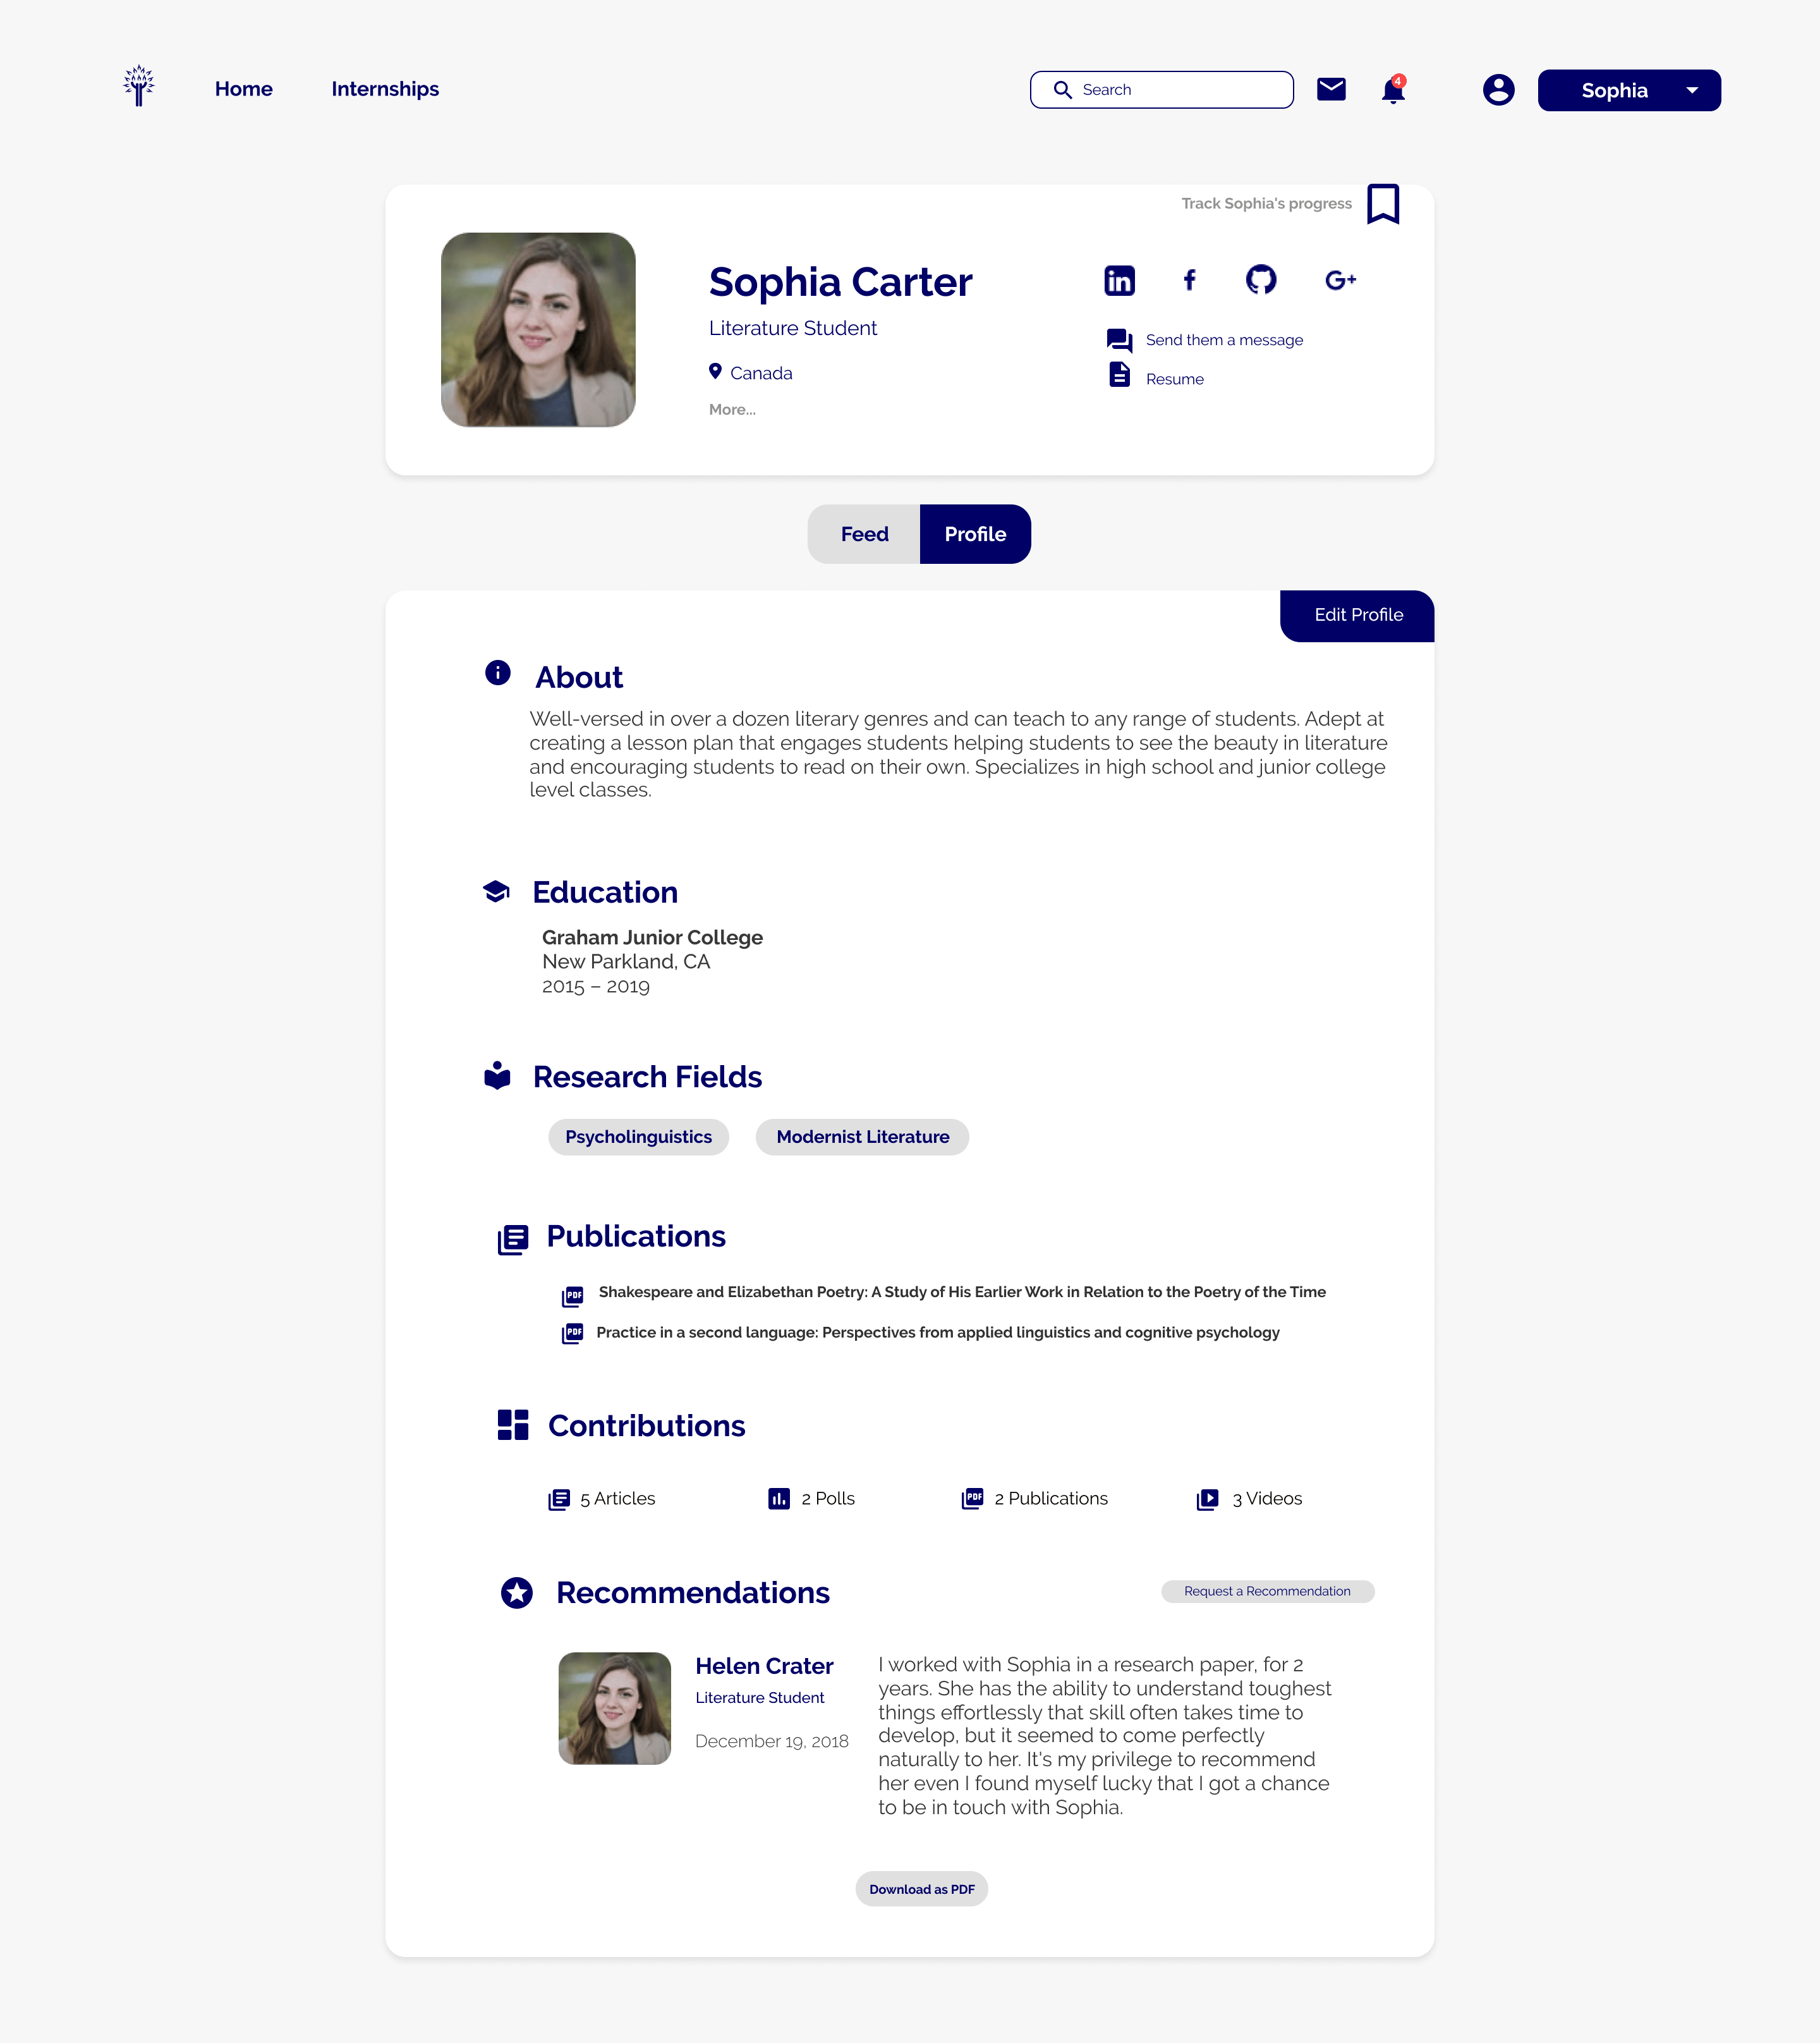 Home
Internships
Search
4
Sophia
Track Sophia's progress
Sophia Carter
Literature Student
Canada
More...
in
f
G+
Send them a message
Resume
Feed
Profile
Edit Profile
About
Well-versed in over a dozen literary genres and can teach to any range of students. Adept at
creating a lesson plan that engages students helping students to see the beauty in literature
and encouraging students to read on their own. Specializes in high school and junior college
level classes.
Education
Graham Junior College
New Parkland, CA
2015 – 2019
Research Fields
Psycholinguistics
Modernist Literature
Publications
PDF
Shakespeare and Elizabethan Poetry: A Study of His Earlier Work in Relation to the Poetry of the Time
PDF
Practice in a second language: Perspectives from applied linguistics and cognitive psychology
Contributions
5 Articles
2 Polls
PDF
2 Publications
3 Videos
Recommendations
Request a Recommendation
Helen Crater
Literature Student
December 19, 2018
I worked with Sophia in a research paper, for 2
years. She has the ability to understand toughest
things effortlessly that skill often takes time to
develop, but it seemed to come perfectly
naturally to her. It's my privilege to recommend
her even I found myself lucky that I got a chance
to be in touch with Sophia.
Download as PDF